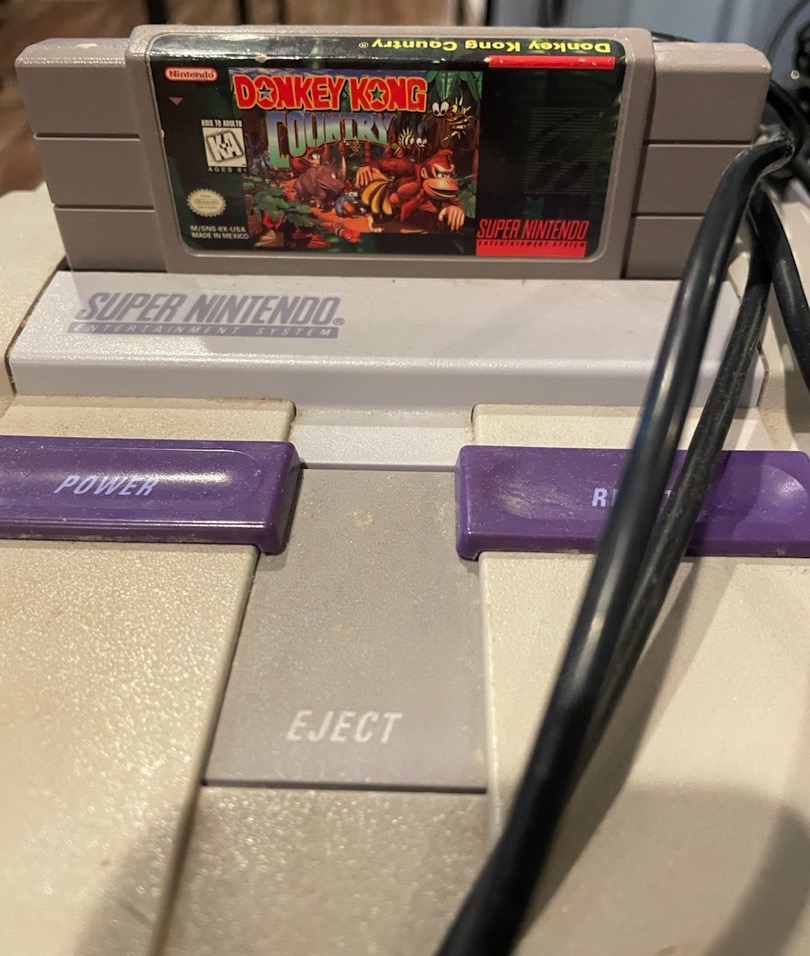 Donkey Kong Country®
Nintendo
DONKEY KONG
COUNTRY
KIDS TO ADULTS
K-A
AGES 6+
M/SNS-8X-USA
MADE IN MEXICO
SUPER NINTENDO
ENTERTAINMENT SYSTEM
SUPER NINTENDO®
ENTERTAINMENT SYSTEM
POWER
EJECT